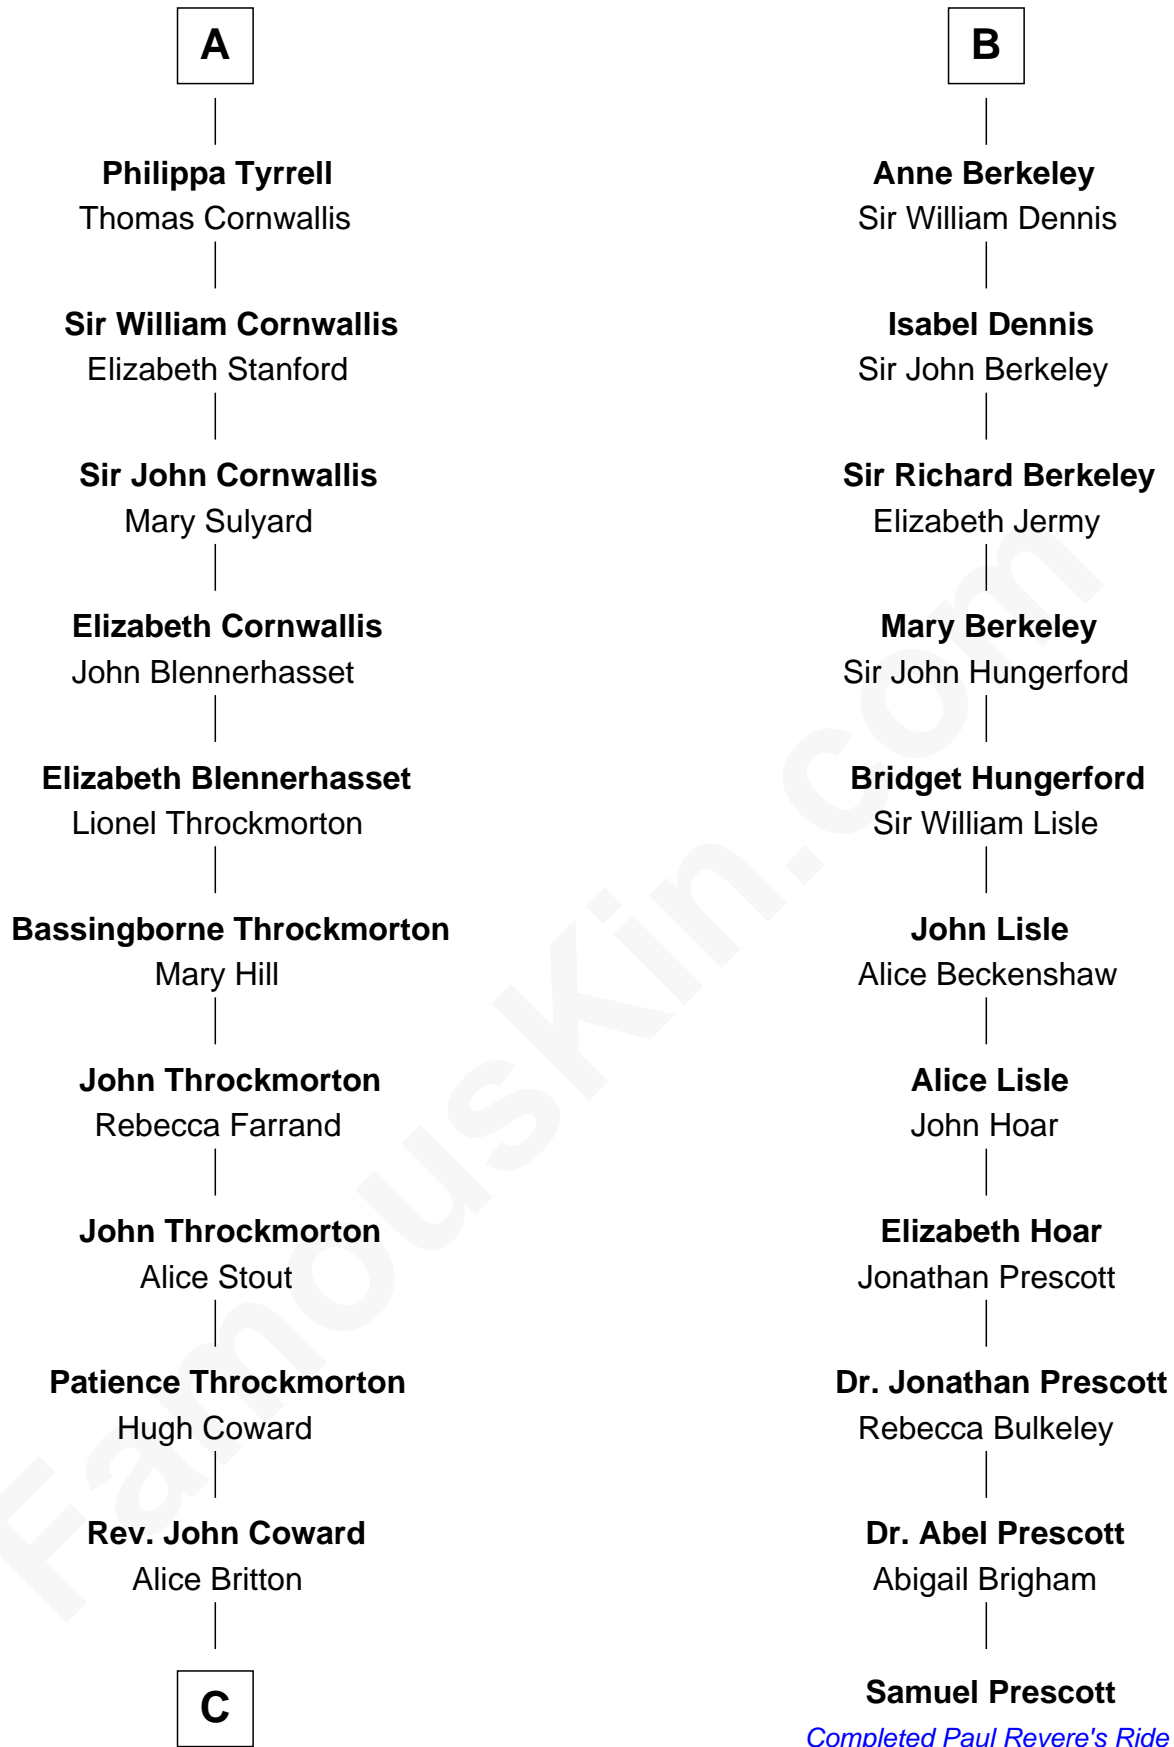 A
Philippa Tyrrell
Thomas Cornwallis
Sir William Cornwallis
Elizabeth Stanford
Sir John Cornwallis
Mary Sulyard
Elizabeth Cornwallis
John Blennerhasset
Elizabeth Blennerhasset
Lionel Throckmorton
Bassingborne Throckmorton
Mary Hill
John Throckmorton
Rebecca Farrand
John Throckmorton
Alice Stout
Patience Throckmorton
Hugh Coward
Rev. John Coward
Alice Britton
C
B
Anne Berkeley
Sir William Dennis
Isabel Dennis
Sir John Berkeley
Sir Richard Berkeley
Elizabeth Jermy
Mary Berkeley
Sir John Hungerford
Bridget Hungerford
Sir William Lisle
John Lisle
Alice Beckenshaw
Alice Lisle
John Hoar
Elizabeth Hoar
Jonathan Prescott
Dr. Jonathan Prescott
Rebecca Bulkeley
Dr. Abel Prescott
Abigail Brigham
Samuel Prescott
Completed Paul Revere's Ride
FamousKin.com